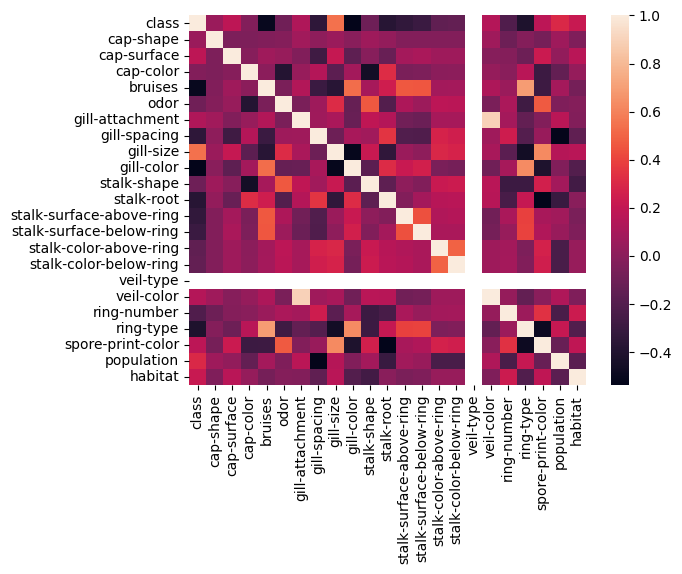 class
cap-shape
cap-surface
cap-color
bruises
odor
gill-attachment
gill-spacing
gill-size
gill-color
stalk-shape
stalk-root
stalk-surface-above-ring
stalk-surface-below-ring
stalk-color-above-ring
stalk-color-below-ring
veil-type
veil-color
ring-number
ring-type
spore-print-color
population
habitat
class
cap-shape
cap-surface
cap-color
bruises
odor
gill-attachment
gill-spacing
gill-size
gill-color
stalk-shape
stalk-root
stalk-surface-above-ring
stalk-surface-below-ring
stalk-color-above-ring
stalk-color-below-ring
veil-type
veil-color
ring-number
ring-type
spore-print-color
population
habitat
1.0
0.8
0.6
0.4
0.2
0.0
−0.2
−0.4